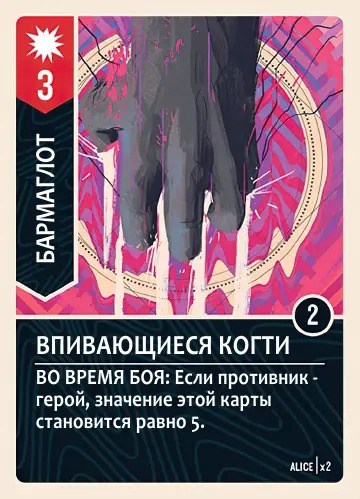 3
БАРМАГЛОТ
2
ВПИВАЮЩИЕСЯ КОГТИ
ВО ВРЕМЯ БОЯ: Если противник -
герой, значение этой карты
становится равно 5.
ALICE | x2